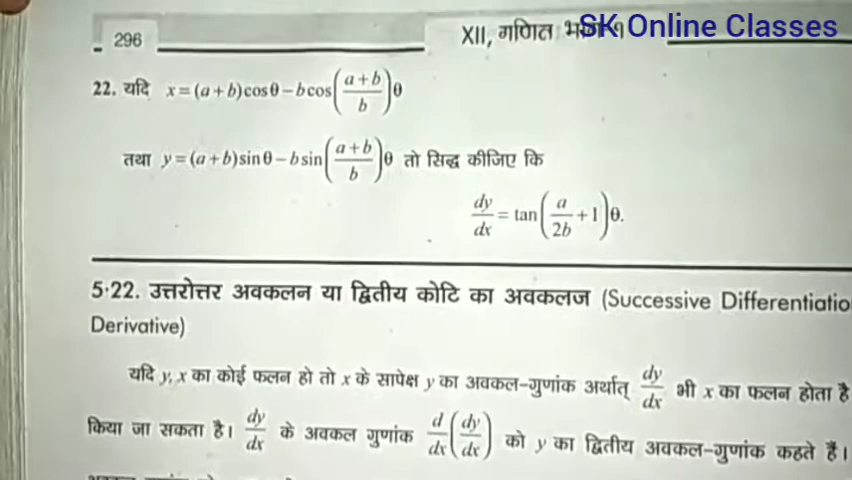 SK Online Classes
296
XII, गणित
22. यदि x=(a+b)cosθ−bcos((a+b)/b)θ
तथा y=(a+b)sinθ−bsin((a+b)/b)θ तो सिद्ध कीजिए कि
dy/dx = tan(a/2b+1)θ.
5·22. उत्तरोत्तर अवकलन या द्वितीय कोटि का अवकलज (Successive Differentiatio
Derivative)
यदि y, x का कोई फलन हो तो x के सापेक्ष y का अवकल-गुणांक अर्थात् dy/dx भी x का फलन होता है
किया जा सकता है। dy/dx के अवकल गुणांक d/dx(dy/dx) को y का द्वितीय अवकल-गुणांक कहते हैं।